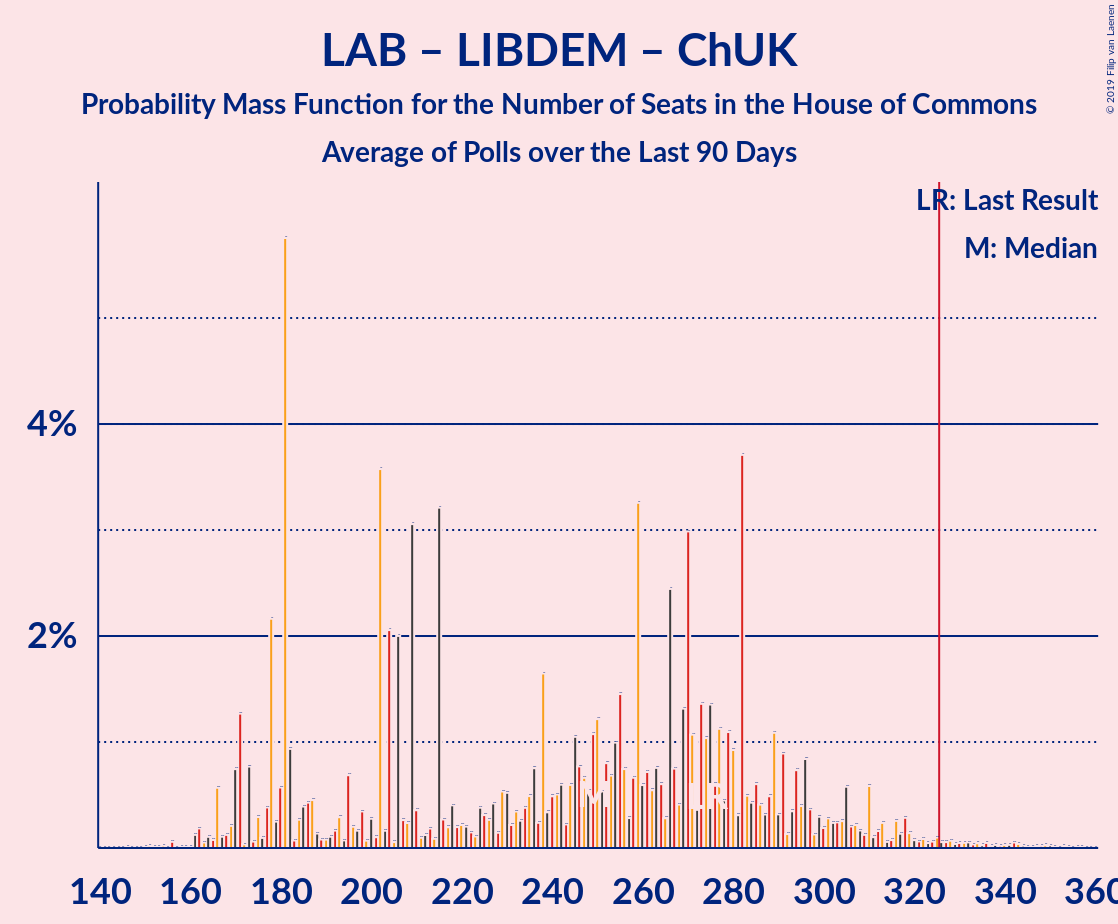 LAB – LIBDEM – ChUK
Probability Mass Function for the Number of Seats in the House of Commons
Average of Polls over the Last 90 Days
© 2019 Filip van Laenen
LR: Last Result
M: Median
4%
2%
140 160 180 200 220 240 260 280 300 320 340 360